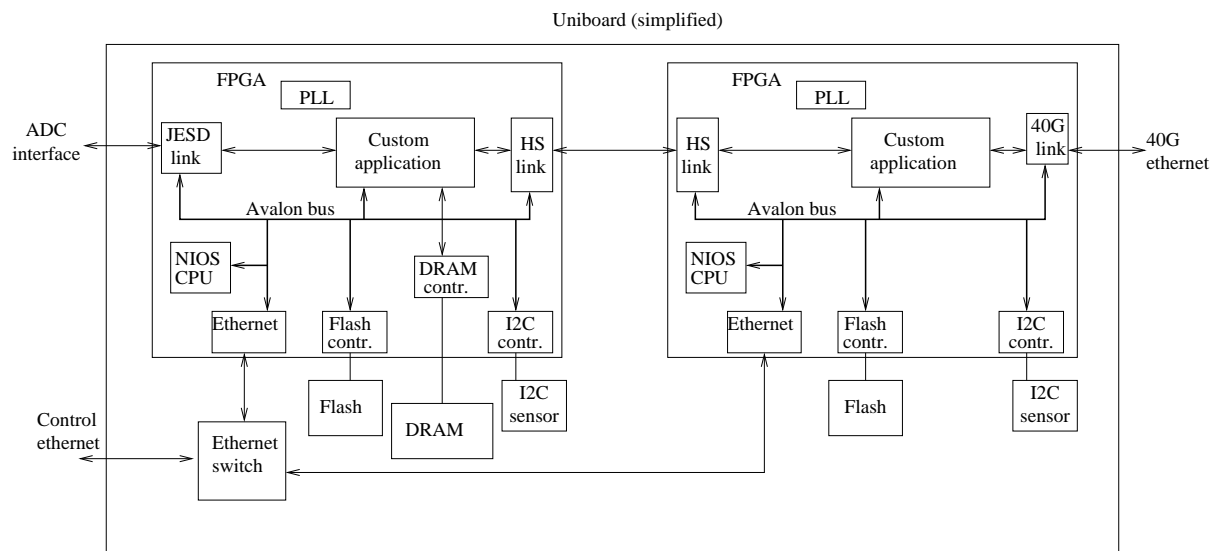 Uniboard (simplified)
FPGA
FPGA
PLL
PLL
ADC
interface
JESD
link
Custom
application
HS
link
HS
link
Custom
application
40G
link
40G
ethernet
Avalon bus
Avalon bus
NIOS
CPU
DRAM
contr.
NIOS
CPU
Ethernet
Flash
contr.
I2C
contr.
Ethernet
Flash
contr.
I2C
contr.
Flash
DRAM
I2C
sensor
Flash
I2C
sensor
Control
ethernet
Ethernet
switch